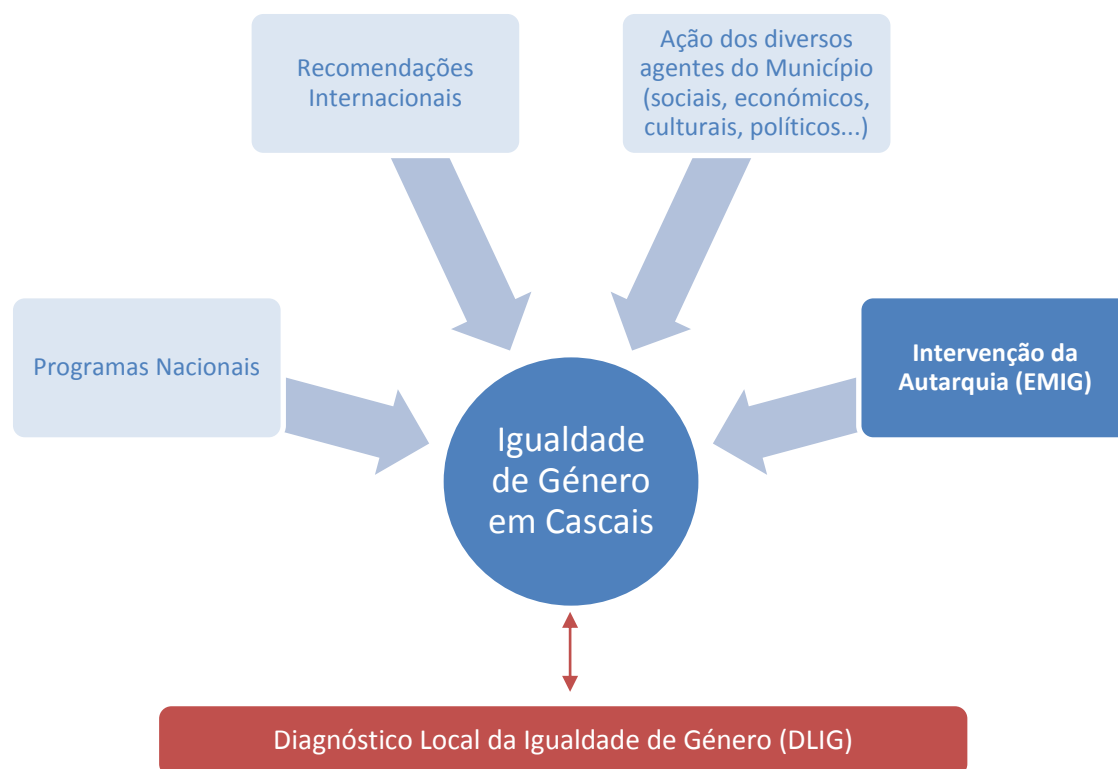 Recomendações
Internacionais
Ação dos diversos
agentes do Município
(sociais, económicos,
culturais, políticos...)
Programas Nacionais
Intervenção da
Autarquia (EMIG)
Igualdade
de Género
em Cascais
Diagnóstico Local da Igualdade de Género (DLIG)